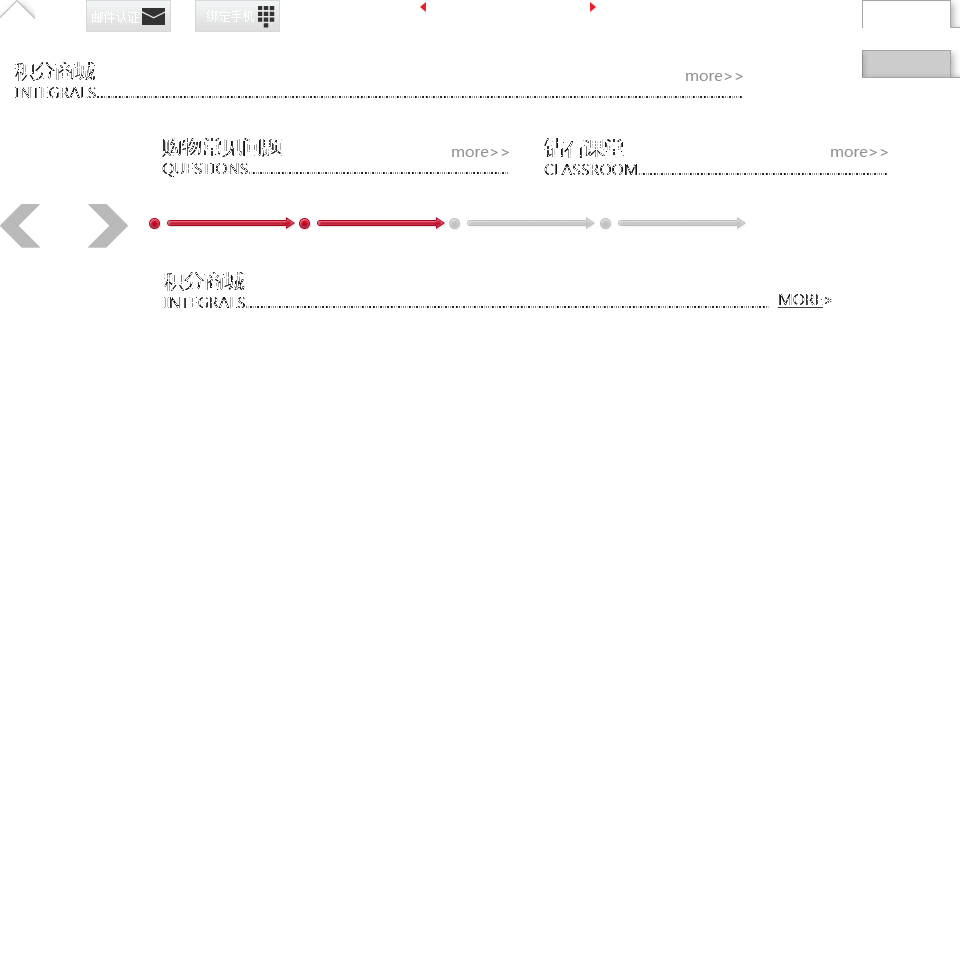 邮件认证
绑定手机
积分商城
more>>
INTEGRALS
购物常见问题
more>>
QUESTIONS
钻石课堂
more>>
CLASSROOM
积分商城
INTEGRALS
MORE>